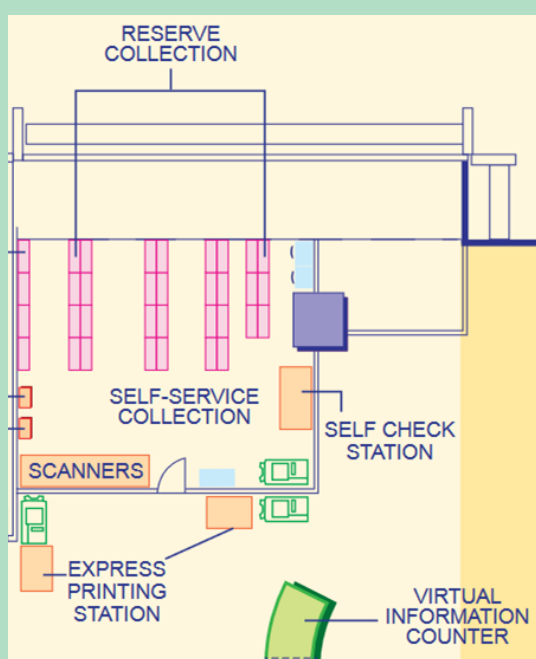 RESERVE
COLLECTION
SELF-SERVICE
COLLECTION
SELF CHECK
STATION
SCANNERS
EXPRESS
PRINTING
STATION
VIRTUAL
INFORMATION
COUNTER